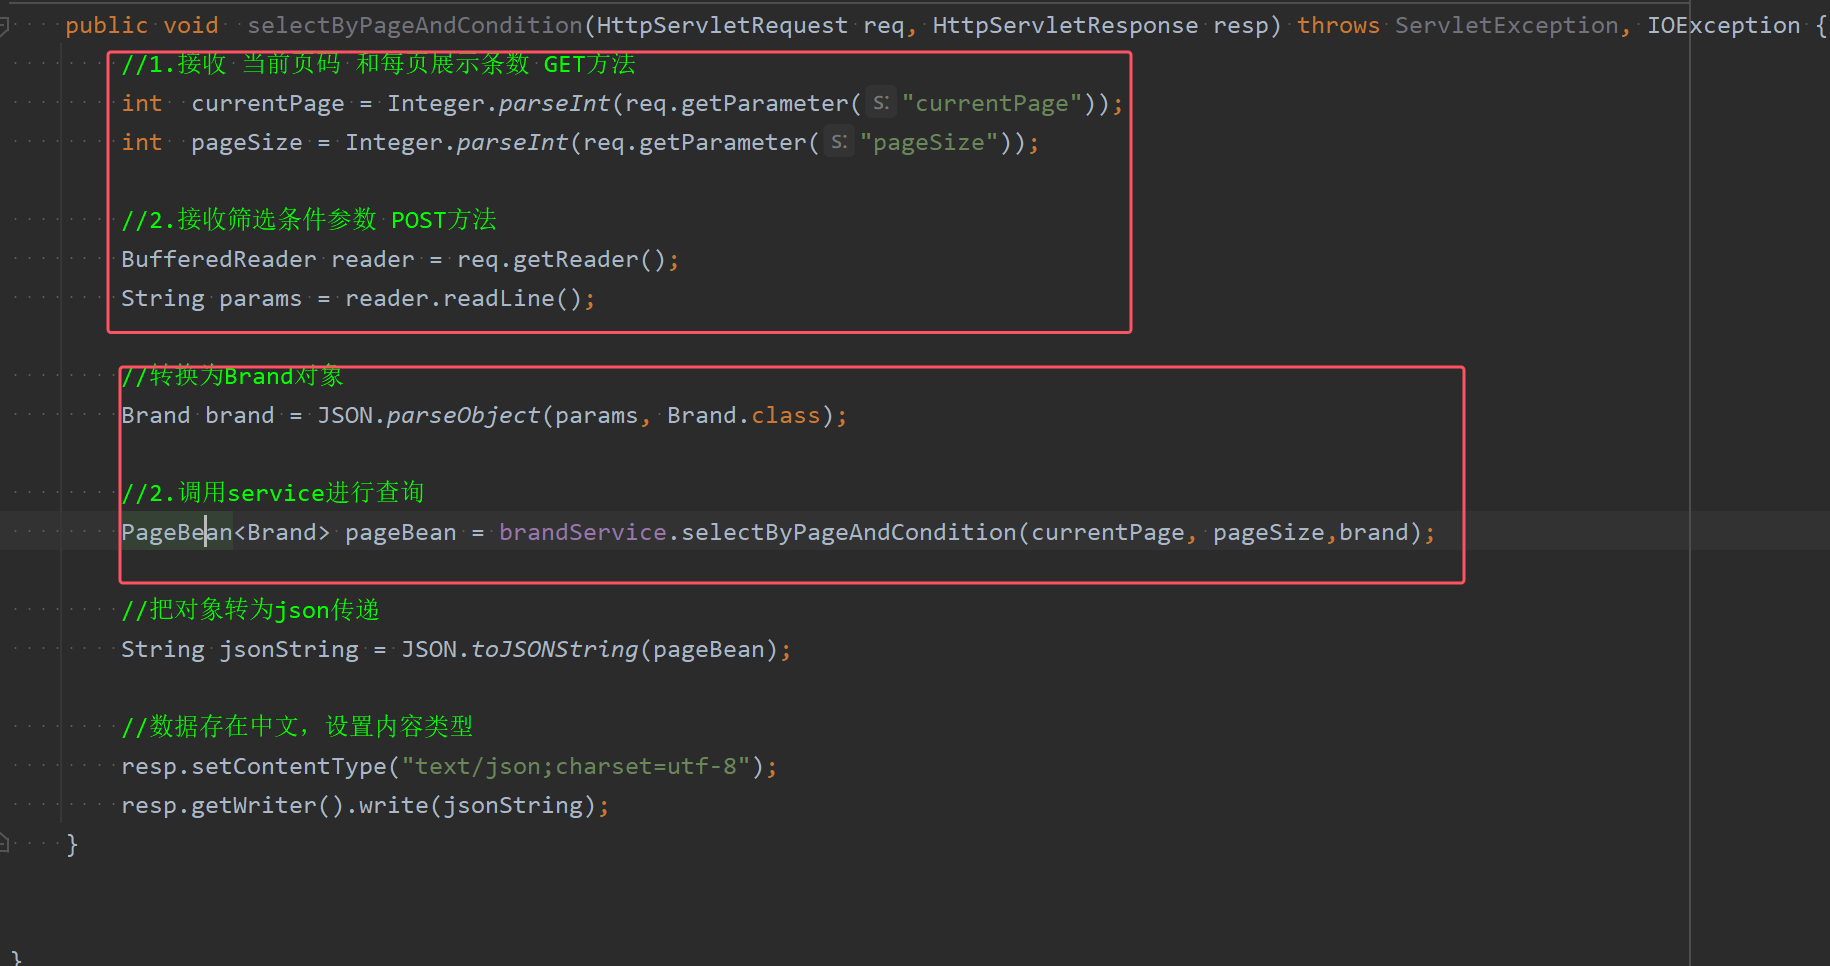 public void selectByPageAndCondition(HttpServletRequest req, HttpServletResponse resp) throws ServletException, IOException {
//1.接收 当前页码 和每页展示条数 GET方法
int currentPage = Integer.parseInt(req.getParameter( s: "currentPage"));
int pageSize = Integer.parseInt(req.getParameter( s: "pageSize"));
//2.接收筛选条件参数 POST方法
BufferedReader reader = req.getReader();
String params = reader.readLine();
//转换为Brand对象
Brand brand = JSON.parseObject(params, Brand.class);
//2.调用service进行查询
PageBean<Brand> pageBean = brandService.selectByPageAndCondition(currentPage, pageSize,brand);
//把对象转为json传递
String jsonString = JSON.toJSONString(pageBean);
//数据存在中文，设置内容类型
resp.setContentType("text/json;charset=utf-8");
resp.getWriter().write(jsonString);
}
}